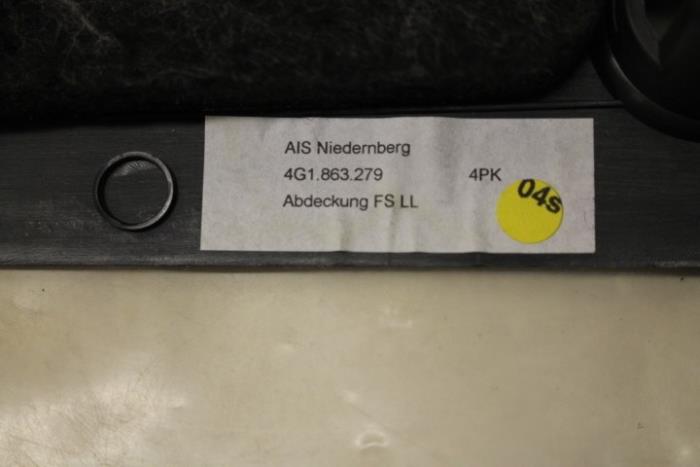 AIS Niedernberg
4G1.863.279 4PK
04s
Abdeckung FS LL